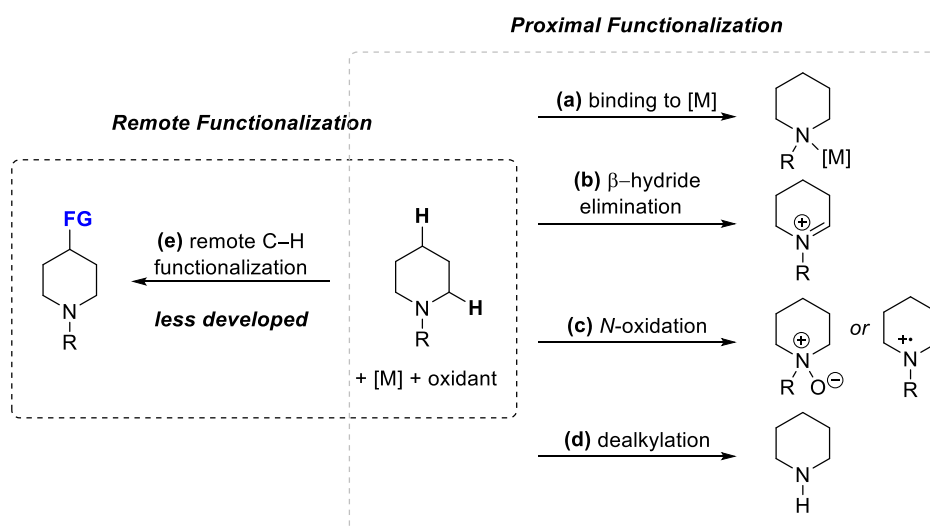 Proximal Functionalization
Remote Functionalization
(a) binding to [M]
N
R
[M]
(b) β–hydride
elimination
N
+
R
FG
N
R
(e) remote C–H
functionalization
less developed
H
H
N
R
+ [M] + oxidant
(c) N-oxidation
+
N
R
O
−
or
+•
N
R
(d) dealkylation
N
H